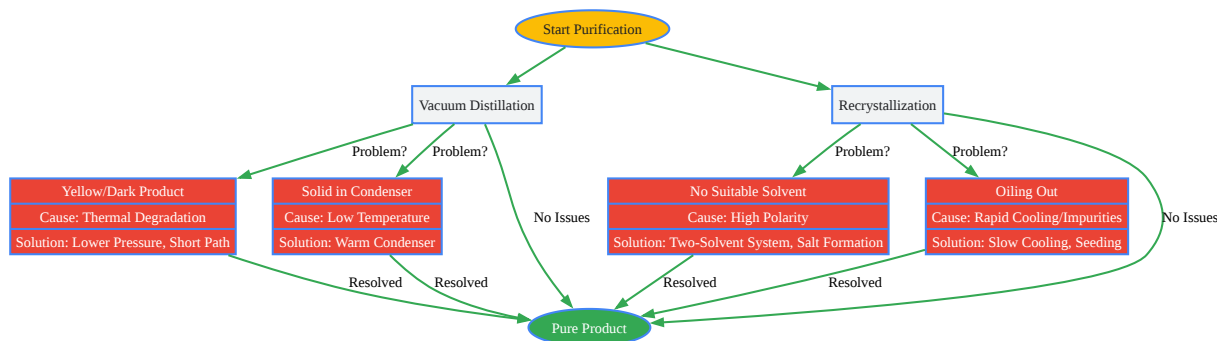 Start Purification
Vacuum Distillation
Recrystallization
Problem?
Problem?
Problem?
Problem?
Yellow/Dark Product
Cause: Thermal Degradation
Solution: Lower Pressure, Short Path
Solid in Condenser
Cause: Low Temperature
Solution: Warm Condenser
No Issues
No Suitable Solvent
Cause: High Polarity
Solution: Two-Solvent System, Salt Formation
Oiling Out
Cause: Rapid Cooling/Impurities
Solution: Slow Cooling, Seeding
No Issues
Resolved
Resolved
Resolved
Resolved
Pure Product